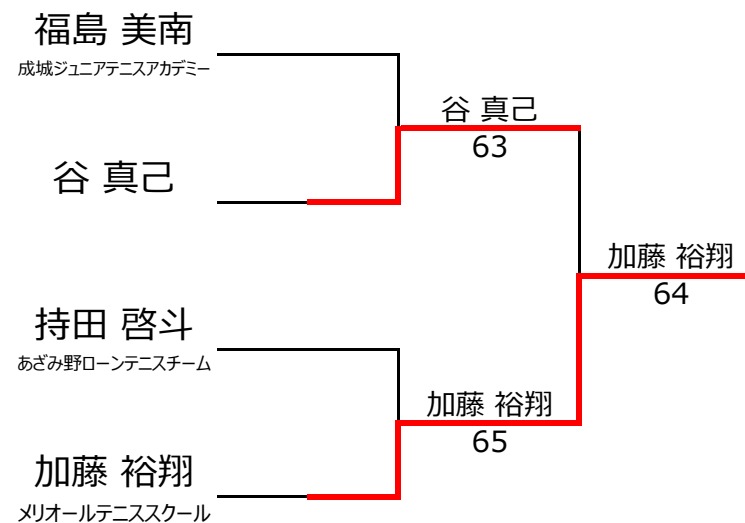 福島 美南
成城ジュニアテニスアカデミー
谷 真己
63
谷 真己
加藤 裕翔
64
持田 啓斗
あざみ野ローンテニスチーム
加藤 裕翔
65
加藤 裕翔
メリオールテニススクール